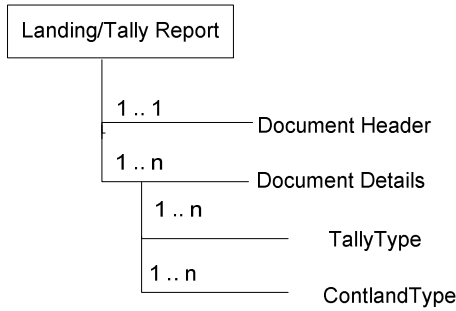 Landing/Tally Report
1 .. 1
Document Header
1 .. n
Document Details
1 .. n
TallyType
1 .. n
ContlandType